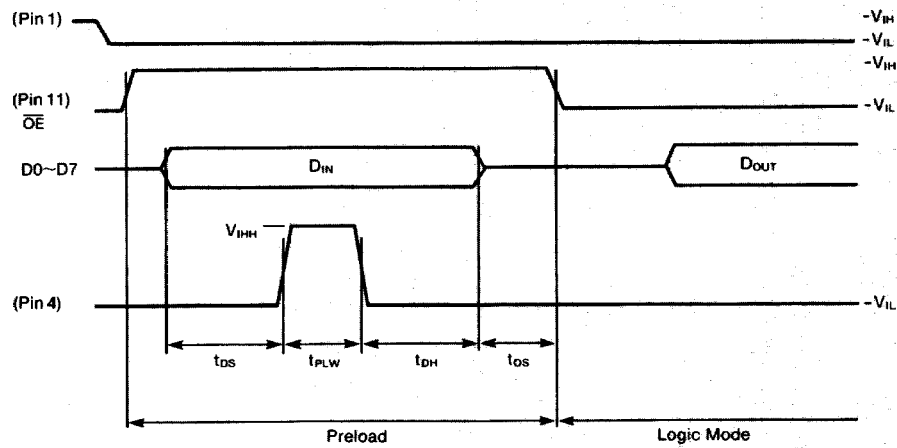 (Pin 1)
-VIH
-VIL
-VIH
(Pin 11)
OE
-VIL
D0~D7
DIN
DOUT
VIHH
(Pin 4)
-VIL
tDS
tPLW
tDH
tOS
Preload
Logic Mode